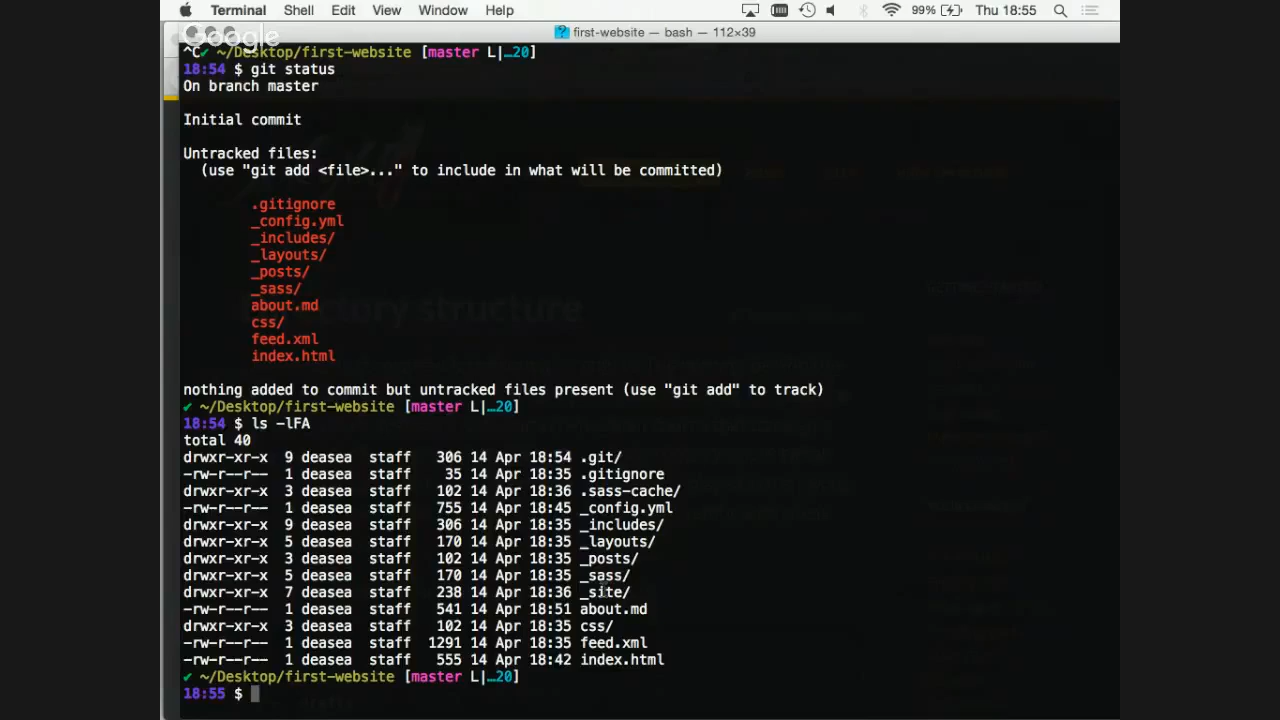 Terminal Shell Edit View Window Help 99% Thu 18:55
Google
first-website — bash — 112×39
^C✔ ~/Desktop/first-website [master L|…20]
18:54 $ git status
On branch master
Initial commit
Untracked files:
(use "git add <file>..." to include in what will be committed)
.gitignore
_config.yml
_includes/
_layouts/
_posts/
_sass/
about.md
css/
feed.xml
index.html
nothing added to commit but untracked files present (use "git add" to track)
✔ ~/Desktop/first-website [master L|…20]
18:54 $ ls -lFA
total 40
drwxr-xr-x 9 deasea staff 306 14 Apr 18:54 .git/
-rw-r--r-- 1 deasea staff 35 14 Apr 18:35 .gitignore
drwxr-xr-x 3 deasea staff 102 14 Apr 18:36 .sass-cache/
-rw-r--r-- 1 deasea staff 755 14 Apr 18:45 _config.yml
drwxr-xr-x 9 deasea staff 306 14 Apr 18:35 _includes/
drwxr-xr-x 5 deasea staff 170 14 Apr 18:35 _layouts/
drwxr-xr-x 3 deasea staff 102 14 Apr 18:35 _posts/
drwxr-xr-x 5 deasea staff 170 14 Apr 18:35 _sass/
drwxr-xr-x 7 deasea staff 238 14 Apr 18:36 _site/
-rw-r--r-- 1 deasea staff 541 14 Apr 18:51 about.md
drwxr-xr-x 3 deasea staff 102 14 Apr 18:35 css/
-rw-r--r-- 1 deasea staff 1291 14 Apr 18:35 feed.xml
-rw-r--r-- 1 deasea staff 555 14 Apr 18:42 index.html
✔ ~/Desktop/first-website [master L|…20]
18:55 $